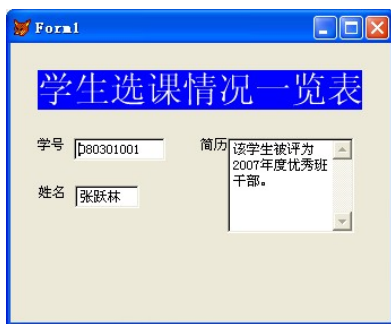 Form1
学生选课情况一览表
学号 080301001 简历 该学生被评为
2007年度优秀班
干部。
姓名 张跃林